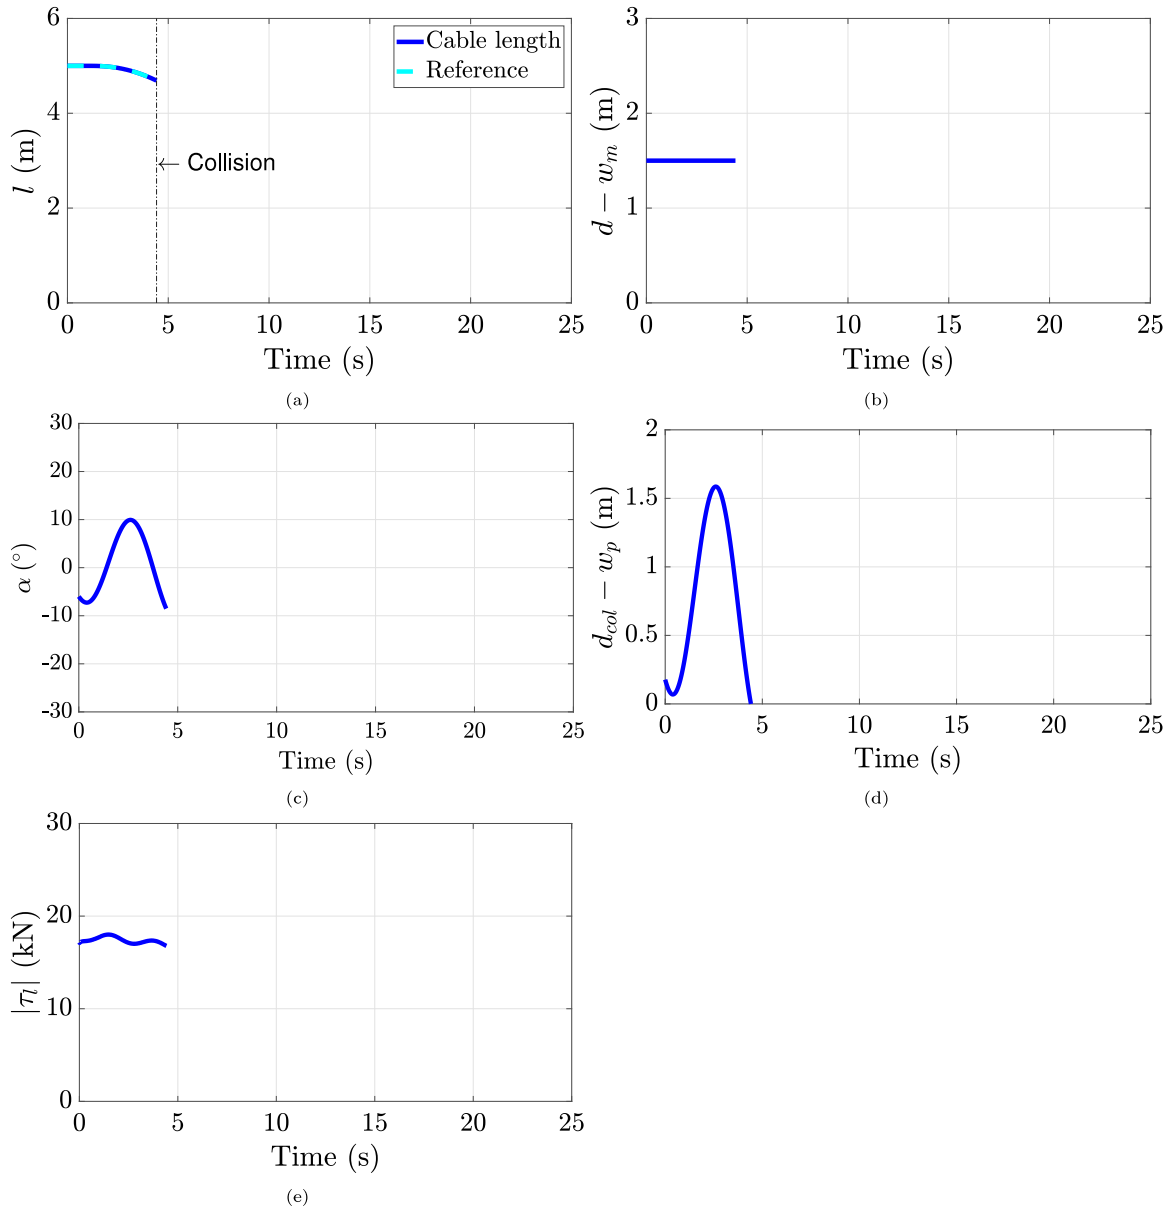 6
4
2
0
0 5 10 15 20 25
l (m)
Time (s)
Cable length
Reference
← Collision
(a)
3
2
1
0
0 5 10 15 20 25
d − w_m (m)
Time (s)
(b)
30
20
10
0
-10
-20
-30
0 5 10 15 20 25
α (°)
Time (s)
(c)
2
1.5
1
0.5
0
0 5 10 15 20 25
d_{col} − w_p (m)
Time (s)
(d)
30
20
10
0
0 5 10 15 20 25
|τ_l| (kN)
Time (s)
(e)